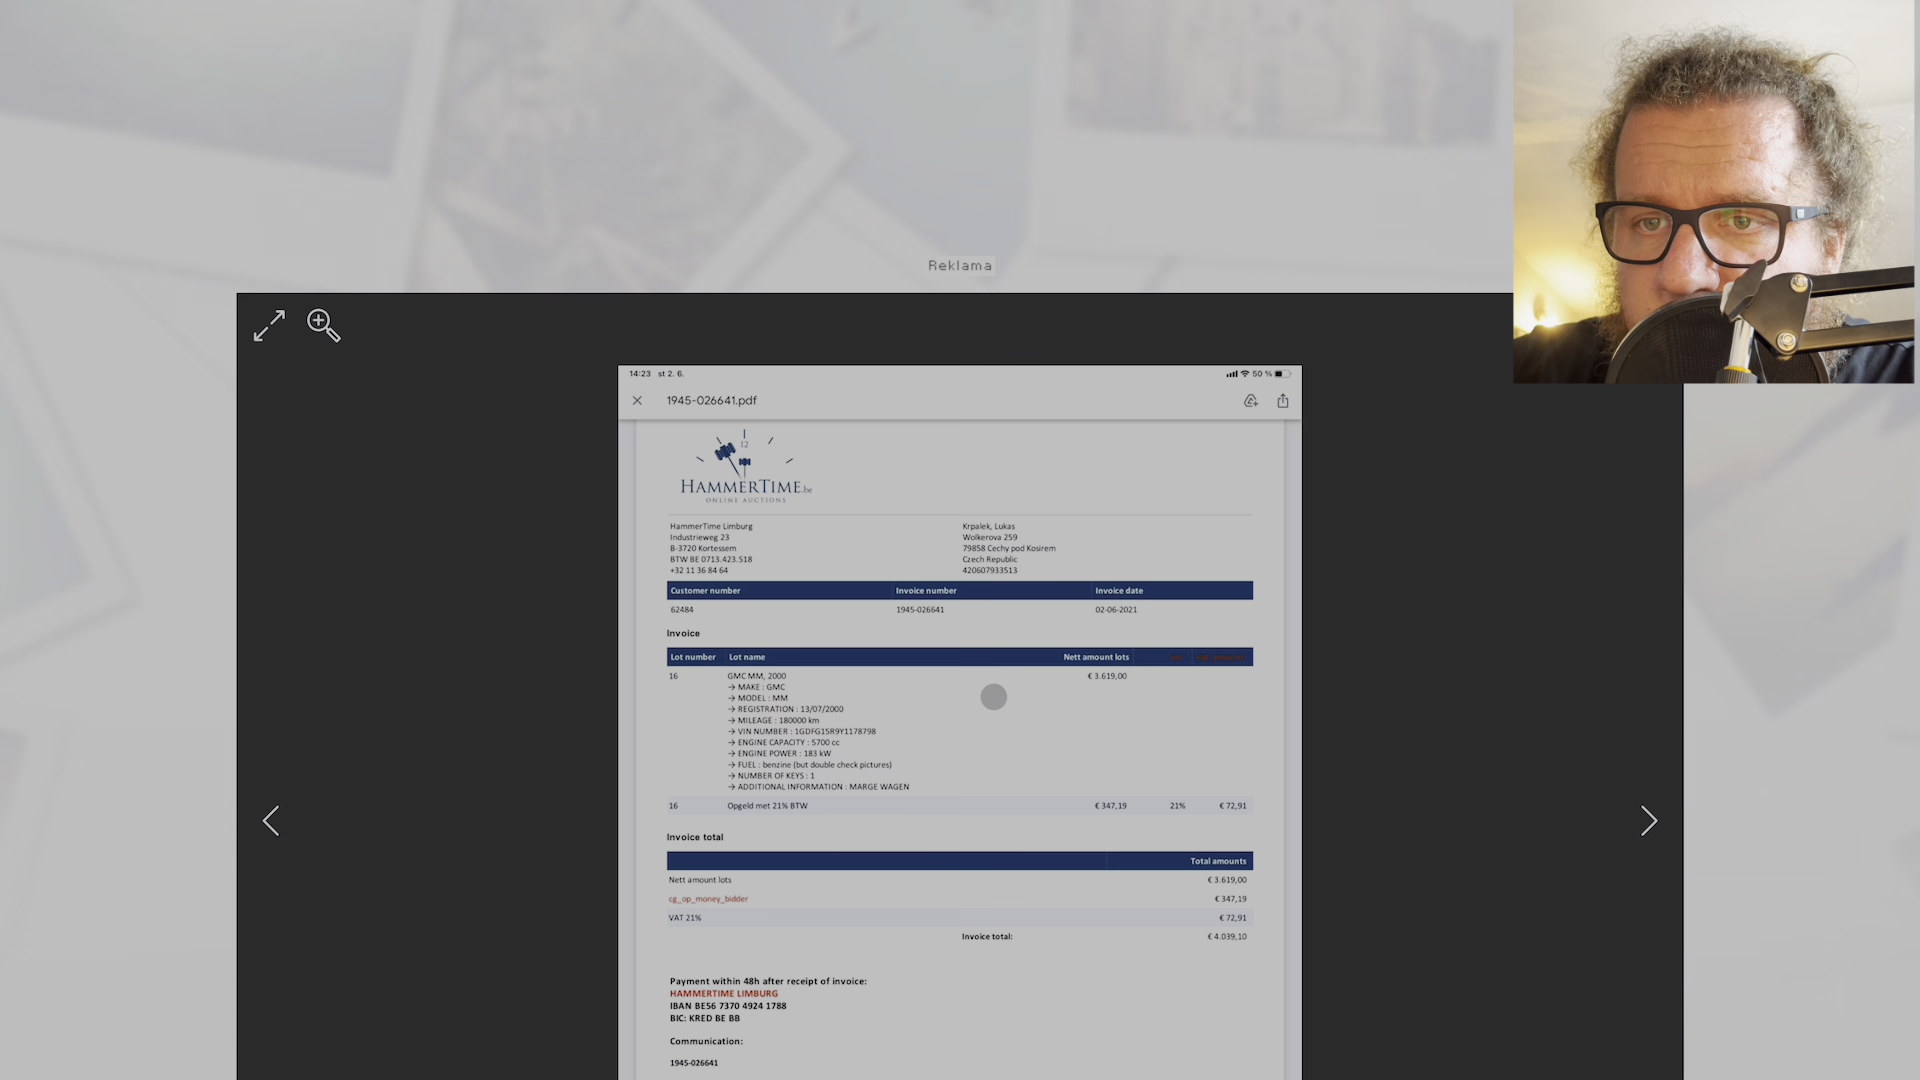 Reklama
14:23 st 2. 6.
50 %
1945-026641.pdf
12
HAMMERTIME.be
ONLINE AUCTIONS
HammerTime Limburg
Industrieweg 23
B-3720 Kortessem
BTW BE 0713.423.518
+32 11 36 84 64
Krpalek, Lukas
Wolkerova 259
79858 Cechy pod Kosirem
Czech Republic
420607933513
Customer number Invoice number Invoice date
62484 1945-026641 02-06-2021
Invoice
Lot number Lot name Nett amount lots
16 GMC MM, 2000 € 3.619,00
→ MAKE : GMC
→ MODEL : MM
→ REGISTRATION : 13/07/2000
→ MILEAGE : 180000 km
→ VIN NUMBER : 1GDFG15R9Y1178798
→ ENGINE CAPACITY : 5700 cc
→ ENGINE POWER : 183 kW
→ FUEL : benzine (but double check pictures)
→ NUMBER OF KEYS : 1
→ ADDITIONAL INFORMATION : MARGE WAGEN
16 Opgeld met 21% BTW € 347,19 21% € 72,91
Invoice total
Total amounts
Nett amount lots € 3.619,00
cg_op_money_bidder € 347,19
VAT 21% € 72,91
Invoice total: € 4.039,10
Payment within 48h after receipt of invoice:
HAMMERTIME LIMBURG
IBAN BE56 7370 4924 1788
BIC: KRED BE BB
Communication:
1945-026641